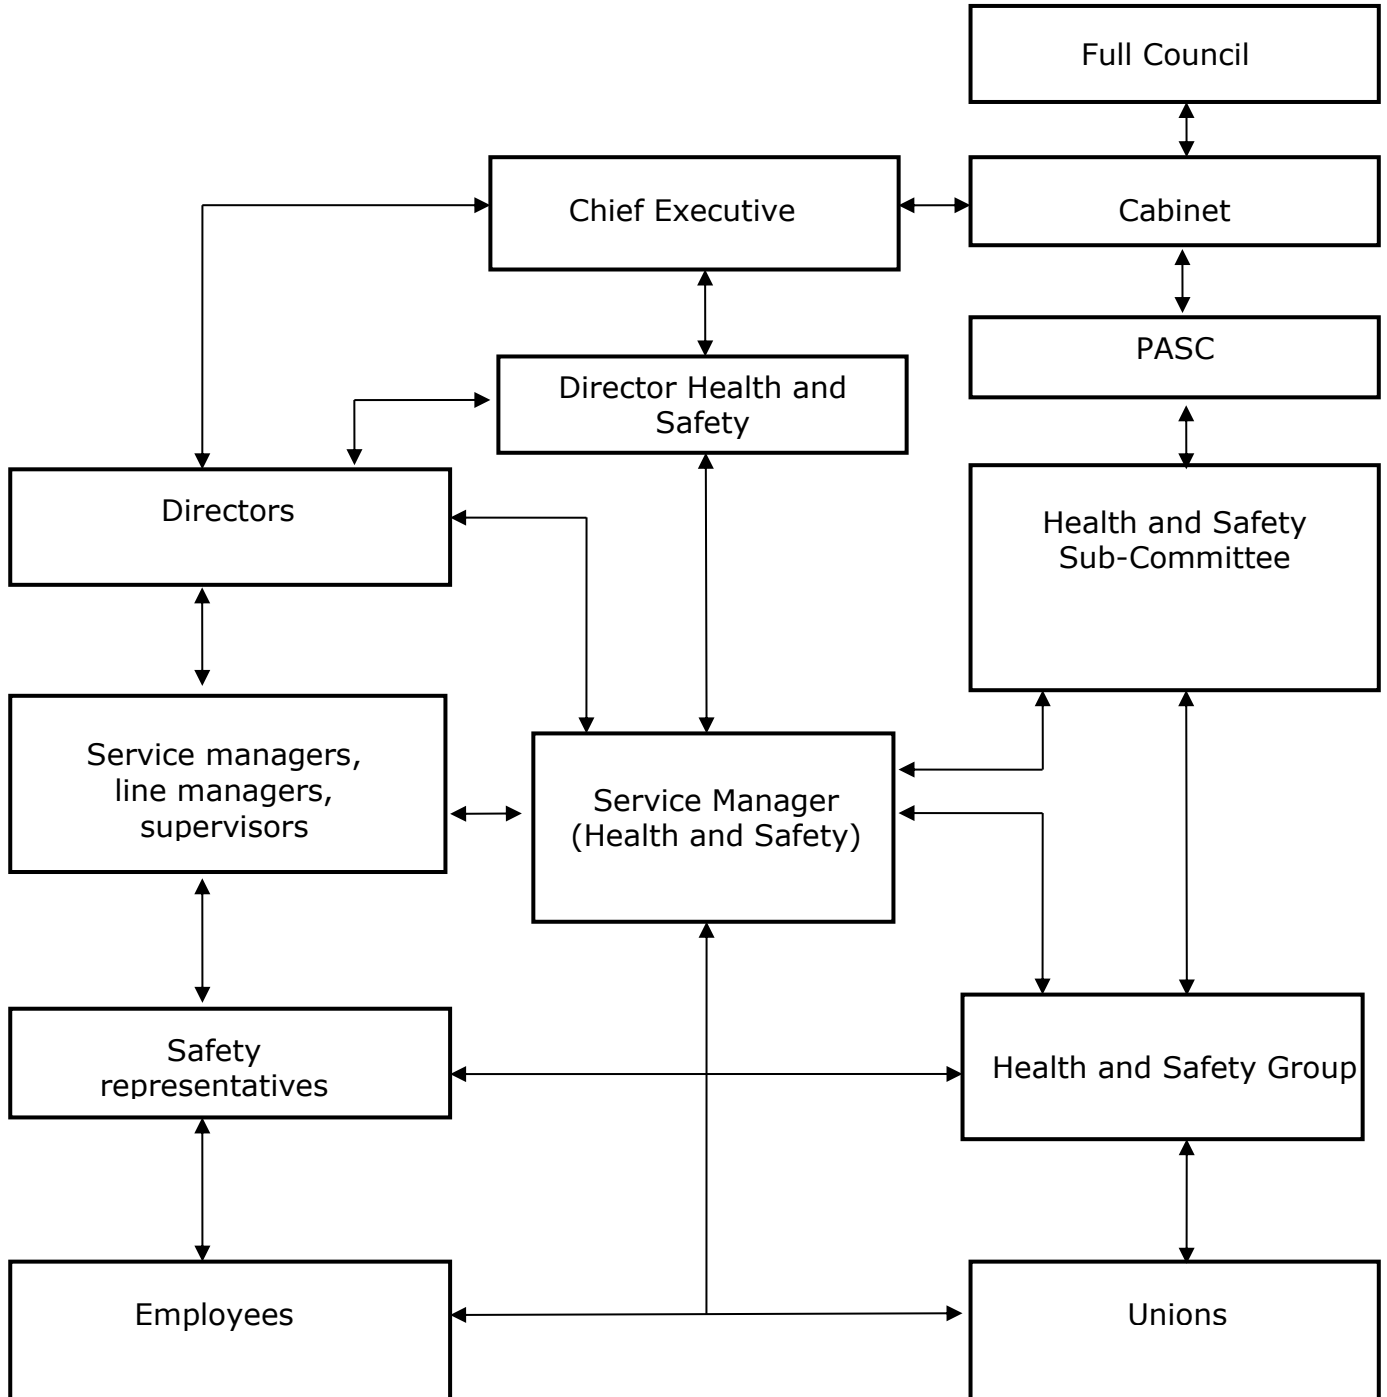 Full Council
Chief Executive
Cabinet
PASC
Director Health and
Safety
Directors
Health and Safety
Sub-Committee
Service managers,
line managers,
supervisors
Service Manager
(Health and Safety)
Safety
representatives
Health and Safety Group
Employees
Unions